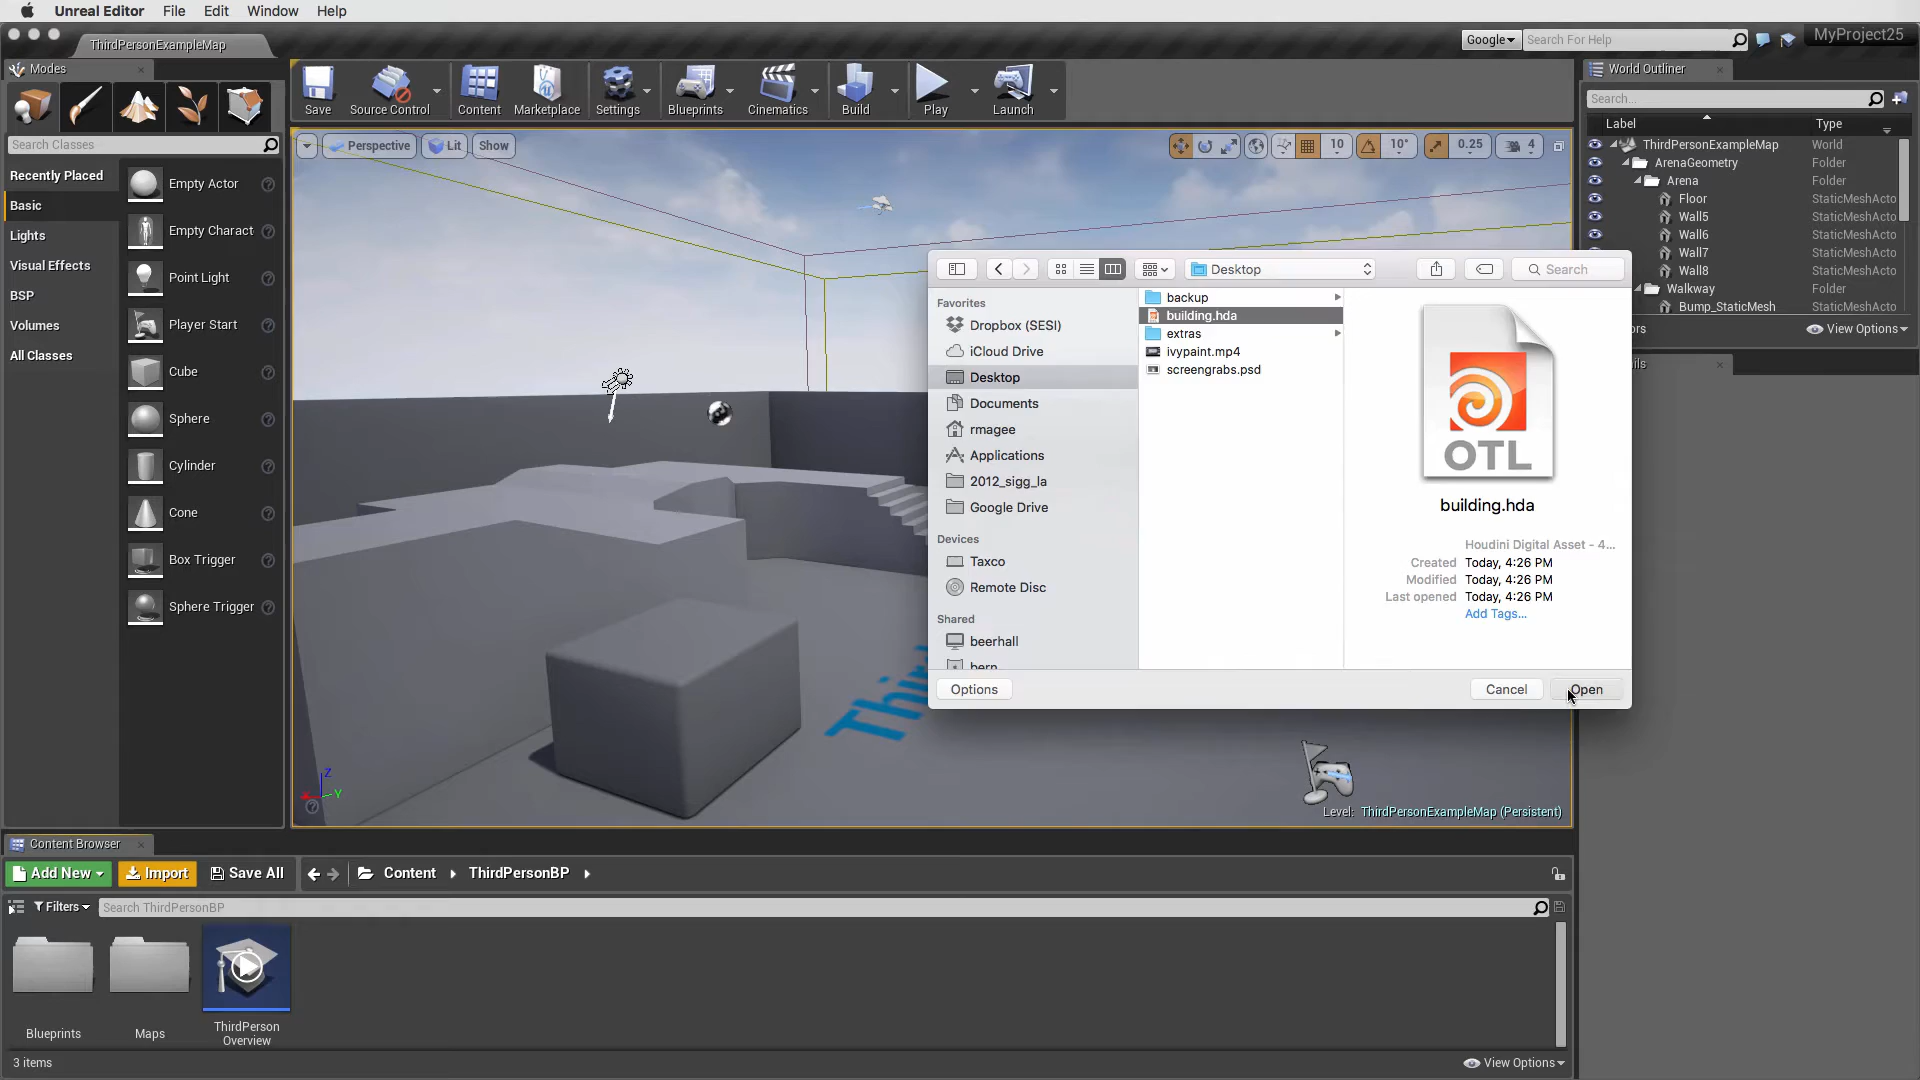 Unreal Editor File Edit Window Help
ThirdPersonExampleMap
Google Search For Help MyProject25
Modes
Search Classes
Recently Placed
Basic
Lights
Visual Effects
BSP
Volumes
All Classes
Empty Actor
Empty Charact
Point Light
Player Start
Cube
Sphere
Cylinder
Cone
Box Trigger
Sphere Trigger
Save Source Control Content Marketplace Settings Blueprints Cinematics Build Play Launch
Perspective Lit Show
10 10° 0.25 4
Z
Y
X
Thir
Level: ThirdPersonExampleMap (Persistent)
Desktop Search
Favorites
Dropbox (SESI)
iCloud Drive
Desktop
Documents
rmagee
Applications
2012_sigg_la
Google Drive
Devices
Taxco
Remote Disc
Shared
beerhall
bern
backup
building.hda
extras
ivypaint.mp4
screengrabs.psd
OTL
building.hda
Houdini Digital Asset - 4...
Created Today, 4:26 PM
Modified Today, 4:26 PM
Last opened Today, 4:26 PM
Add Tags...
Options Cancel Open
World Outliner
Search...
Label Type
ThirdPersonExampleMap World
ArenaGeometry Folder
Arena Folder
Floor StaticMeshActo
Wall5 StaticMeshActo
Wall6 StaticMeshActo
Wall7 StaticMeshActo
Wall8 StaticMeshActo
Walkway Folder
Bump_StaticMesh StaticMeshActo
ors View Options
ils
Content Browser
Add New Import Save All Content ThirdPersonBP
Filters Search ThirdPersonBP
Blueprints
Maps
ThirdPerson
Overview
3 items View Options